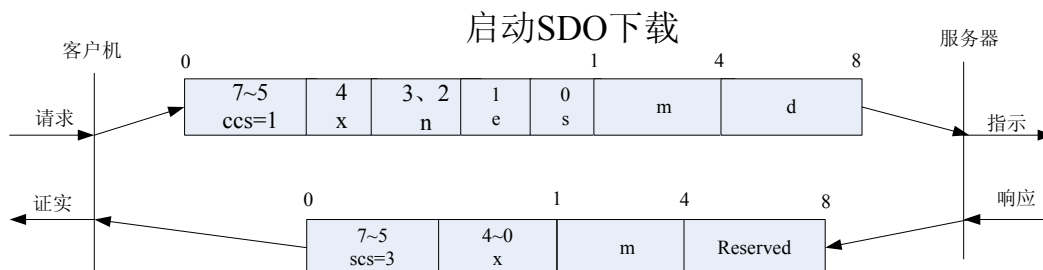 启动SDO下载
客户机
服务器
0 1 4 8
7~5 4 3、2 1 0
ccs=1 x n e s m d
请求
指示
证实
响应
0 1 4 8
7~5 4~0
scs=3 x m Reserved